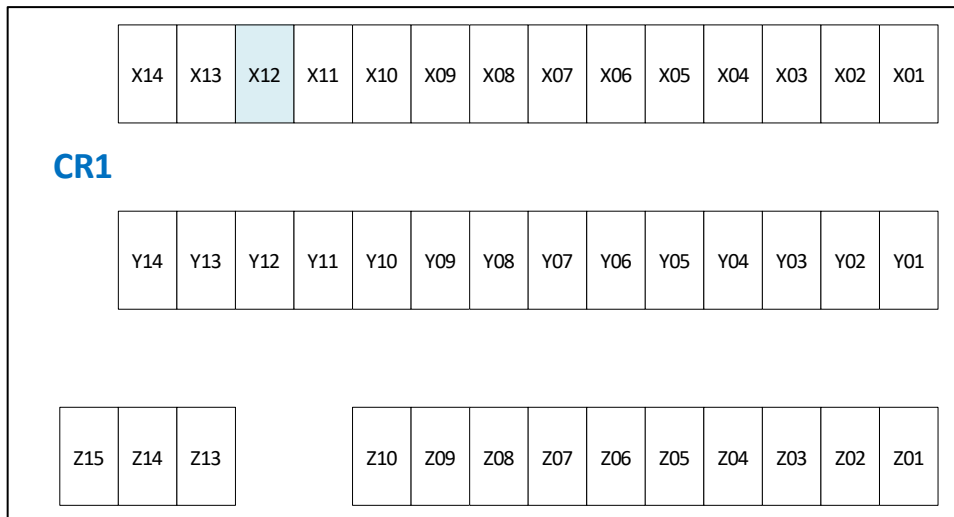 X14 X13 X12 X11 X10 X09 X08 X07 X06 X05 X04 X03 X02 X01
CR1
Y14 Y13 Y12 Y11 Y10 Y09 Y08 Y07 Y06 Y05 Y04 Y03 Y02 Y01
Z15 Z14 Z13 Z10 Z09 Z08 Z07 Z06 Z05 Z04 Z03 Z02 Z01